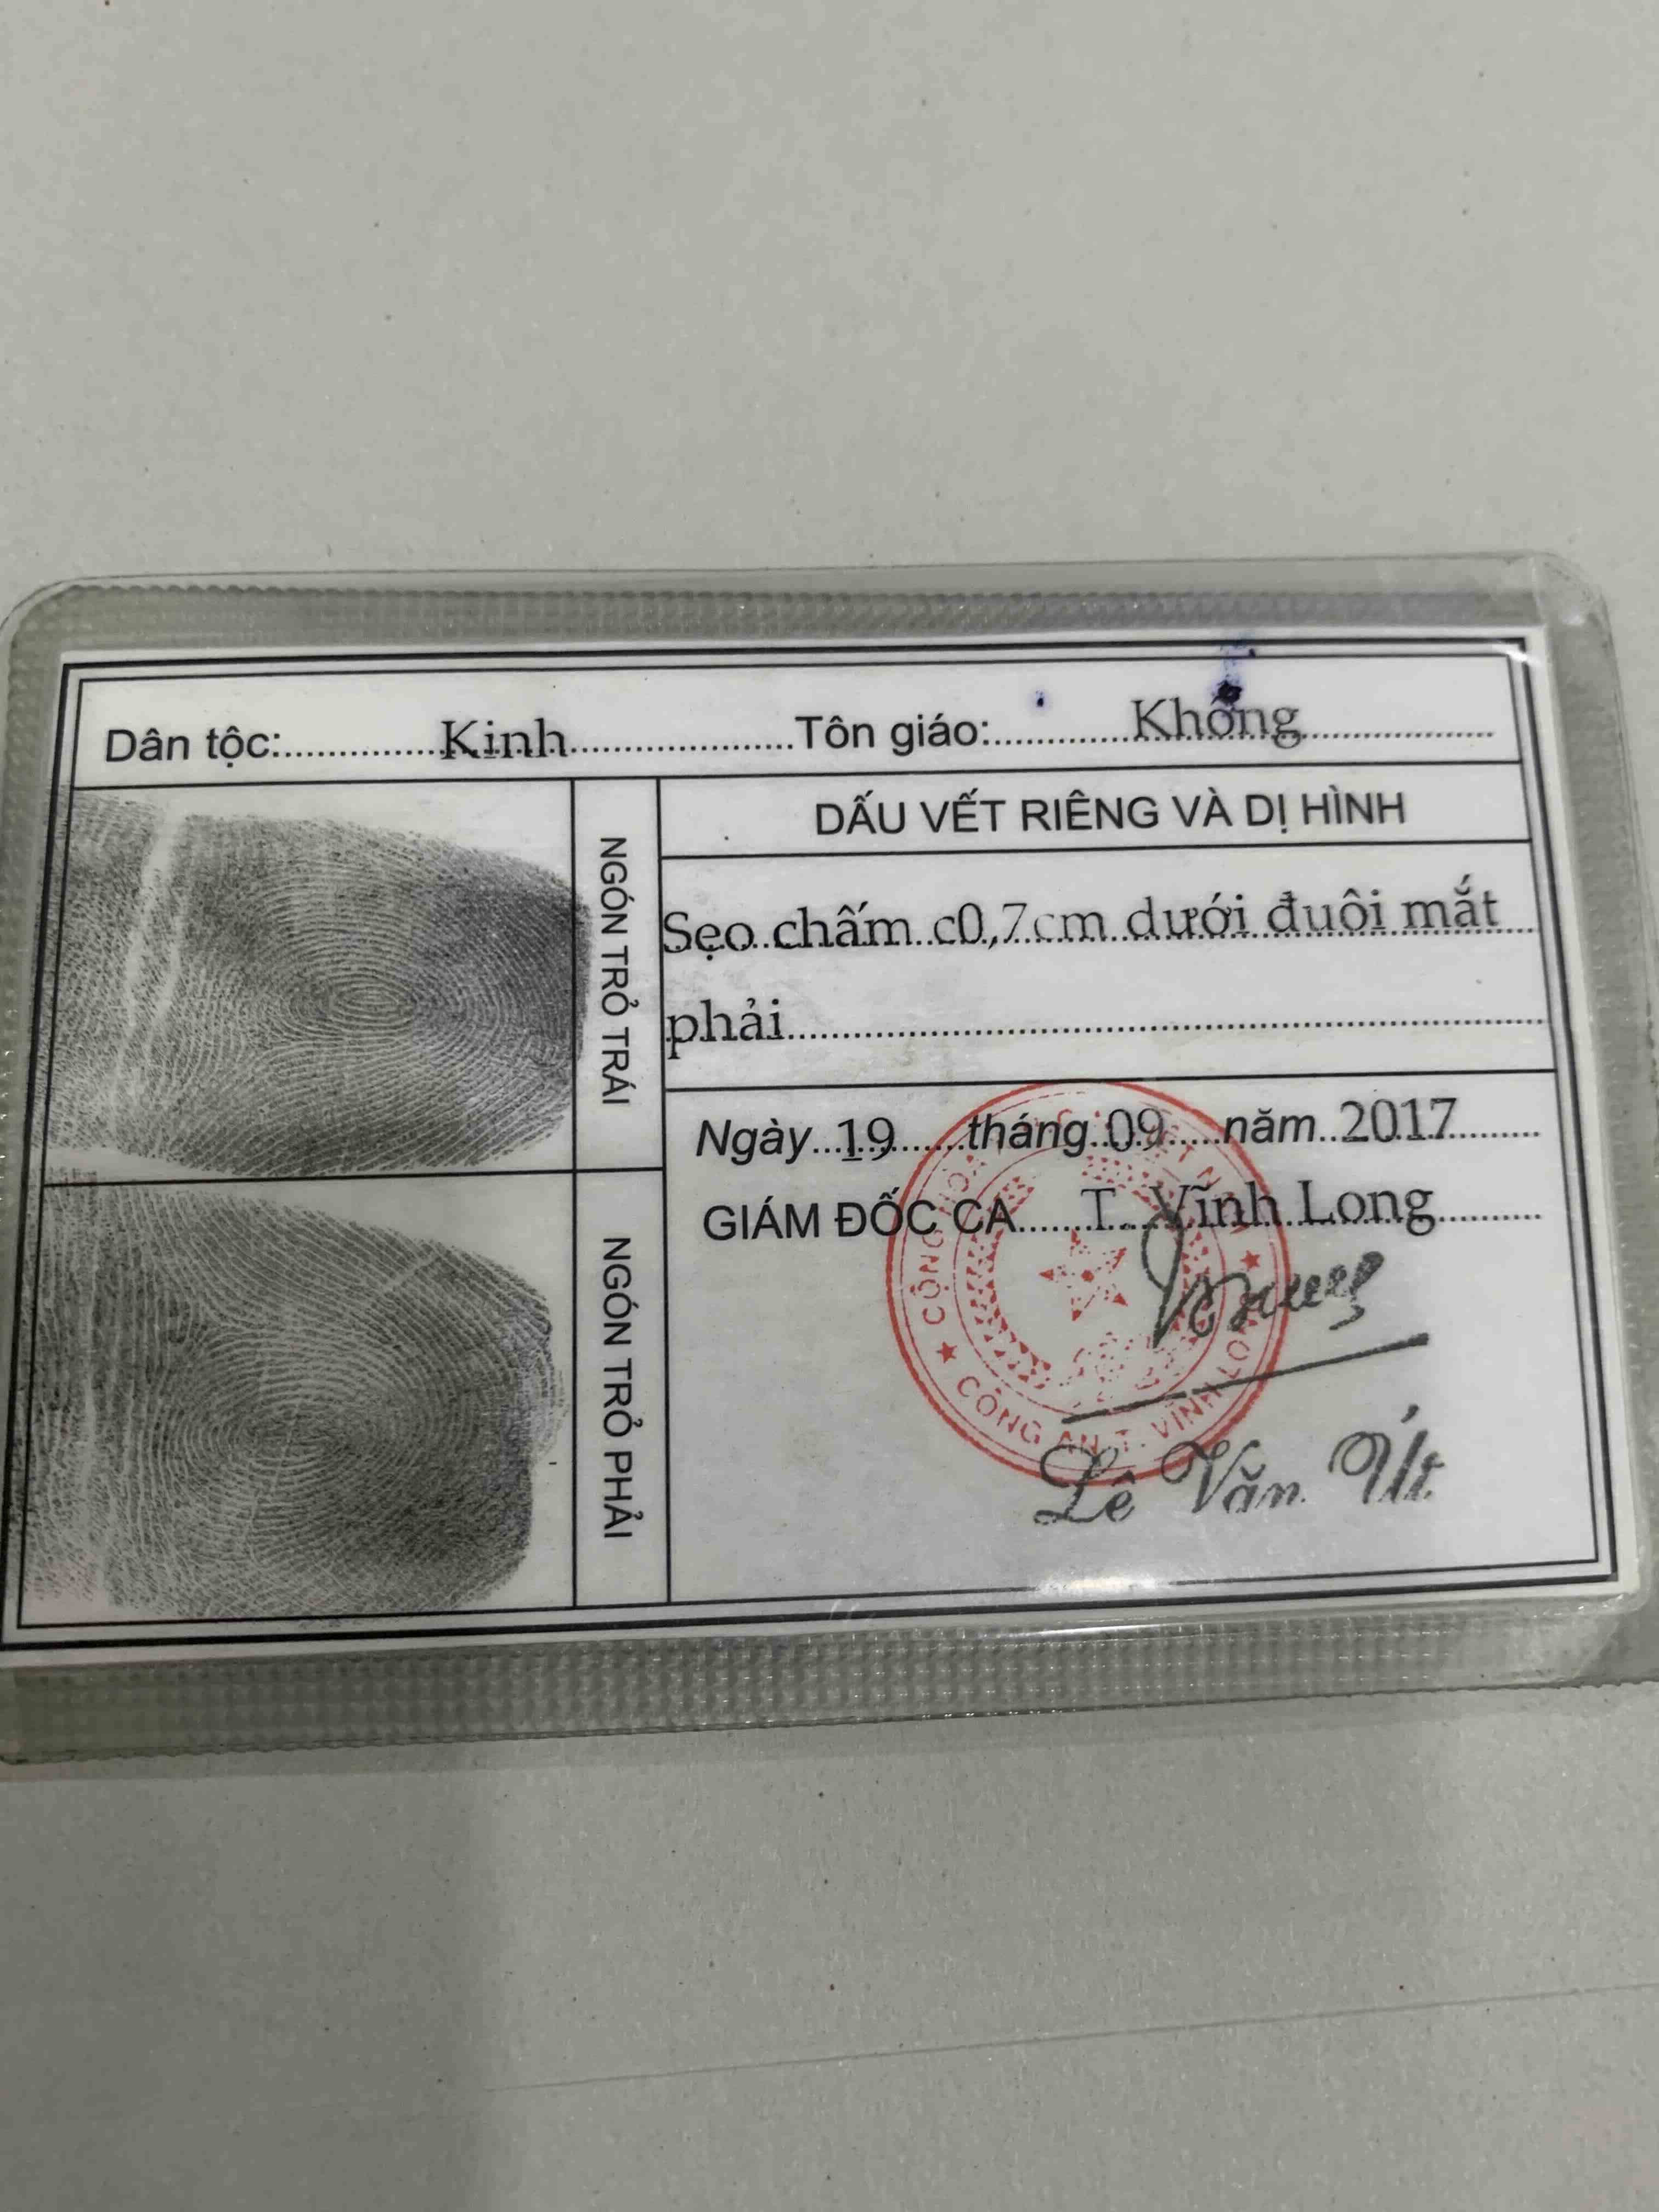 Dân tộc: Kinh Tôn giáo: Không
DẤU VẾT RIÊNG VÀ DỊ HÌNH
NGÓN TRỎ TRÁI
Sẹo chấm c0,7cm dưới đuôi mắt
phải
Ngày 19 tháng 09 năm 2017
GIÁM ĐỐC CA T. Vĩnh Long
NGÓN TRỎ PHẢI
★ CÔNG AN T. VĨNH LONG ★
Lê Văn Út